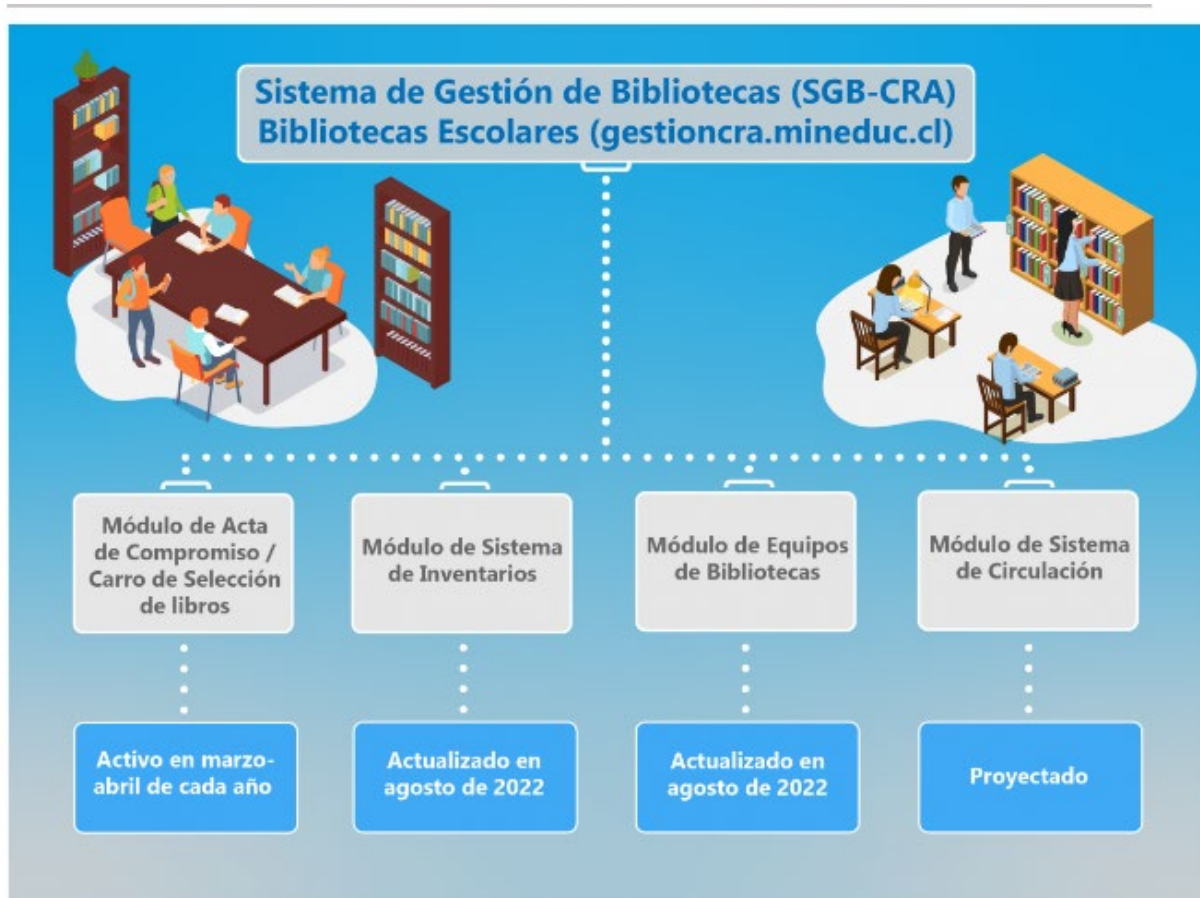 Sistema de Gestión de Bibliotecas (SGB-CRA)
Bibliotecas Escolares (gestioncra.mineduc.cl)
Módulo de Acta
de Compromiso /
Carro de Selección
de libros
Módulo de Sistema
de Inventarios
Módulo de Equipos
de Bibliotecas
Módulo de Sistema
de Circulación
Activo en marzo-
abril de cada año
Actualizado en
agosto de 2022
Actualizado en
agosto de 2022
Proyectado